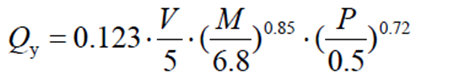 Q_y = 0.123 · V/5 · (M/6.8)^0.85 · (P/0.5)^0.72